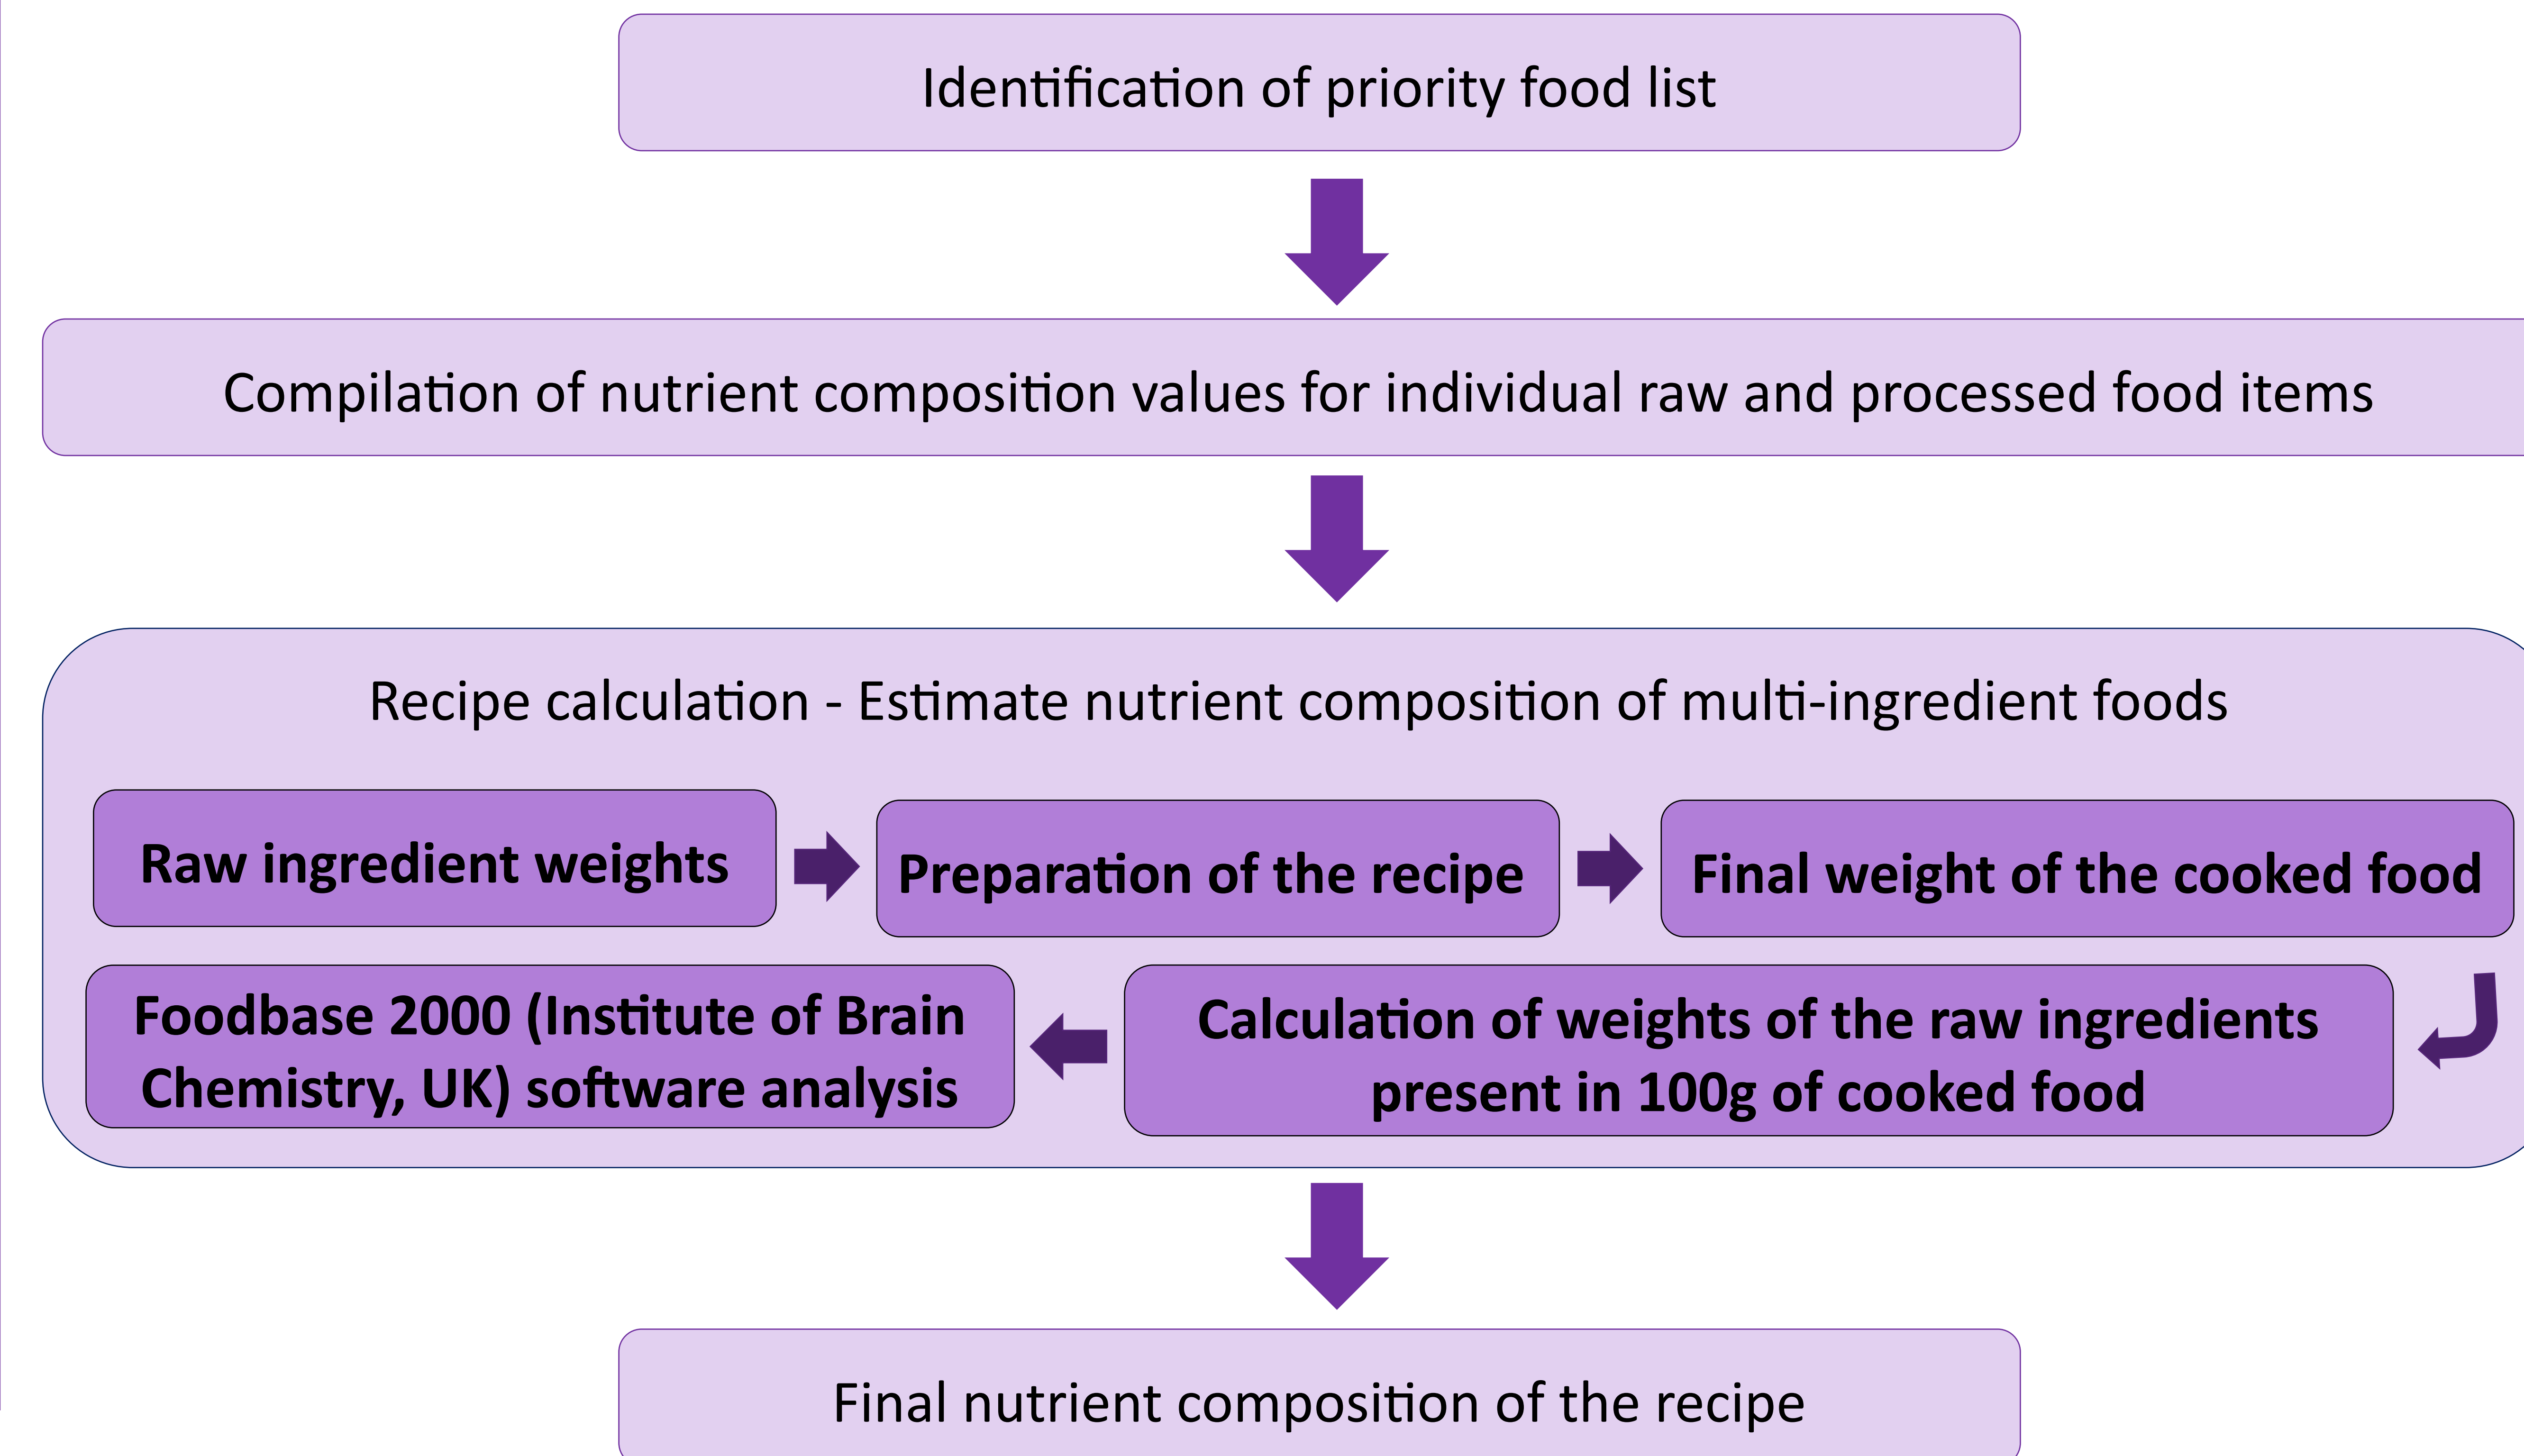 Identification of priority food list
Compilation of nutrient composition values for individual raw and processed food items
Recipe calculation - Estimate nutrient composition of multi-ingredient foods
Raw ingredient weights
Preparation of the recipe
Final weight of the cooked food
Calculation of weights of the raw ingredients
present in 100g of cooked food
Foodbase 2000 (Institute of Brain
Chemistry, UK) software analysis
Final nutrient composition of the recipe